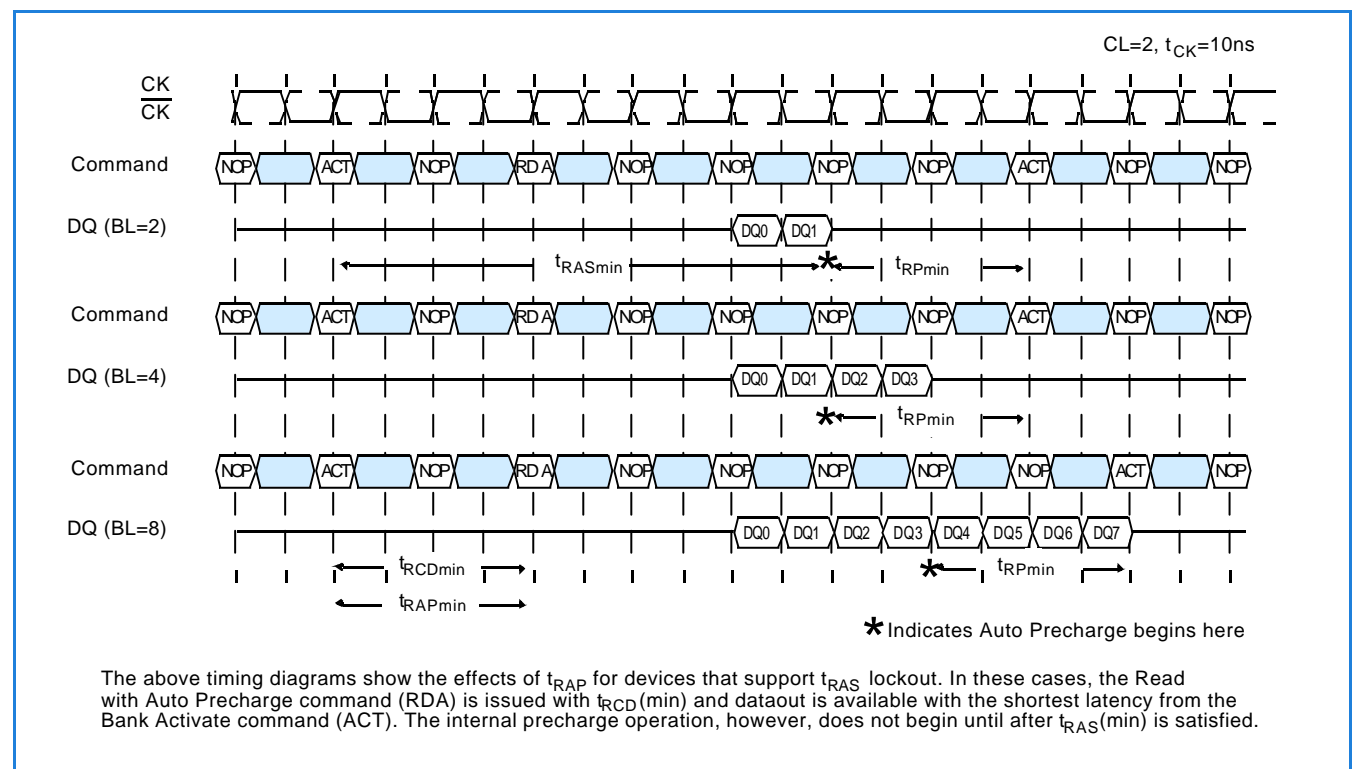 CL=2, tCK=10ns
CK
CK
Command NOP ACT NOP RDA NOP NOP NOP NOP ACT NOP NOP
DQ (BL=2) DQ0 DQ1
tRASmin * tRPmin
Command NOP ACT NOP RDA NOP NOP NOP NOP ACT NOP NOP
DQ (BL=4) DQ0 DQ1 DQ2 DQ3
* tRPmin
Command NOP ACT NOP RDA NOP NOP NOP NOP NOP ACT NOP
DQ (BL=8) DQ0 DQ1 DQ2 DQ3 DQ4 DQ5 DQ6 DQ7
tRCDmin * tRPmin
tRAPmin
* Indicates Auto Precharge begins here
The above timing diagrams show the effects of tRAP for devices that support tRAS lockout. In these cases, the Read
with Auto Precharge command (RDA) is issued with tRCD(min) and dataout is available with the shortest latency from the
Bank Activate command (ACT). The internal precharge operation, however, does not begin until after tRAS(min) is satisfied.